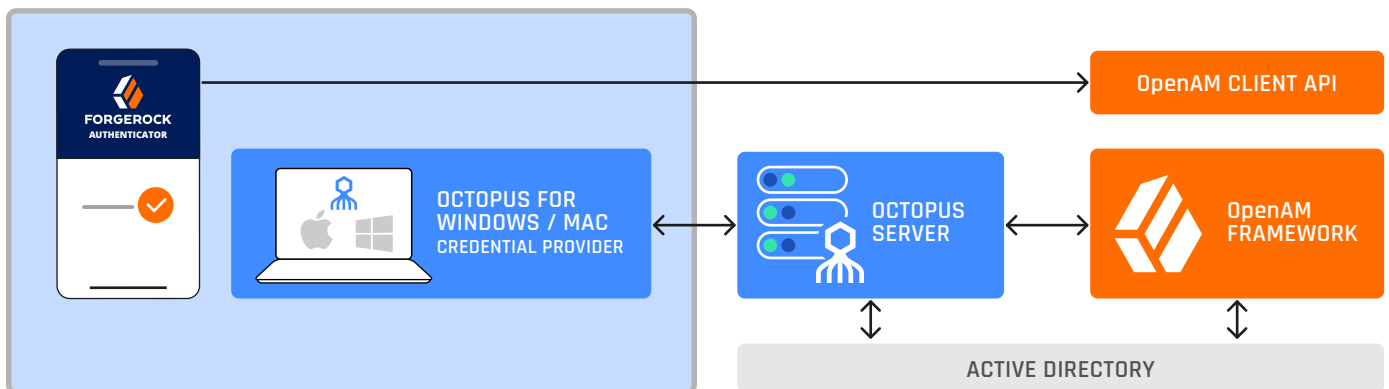 FORGEROCK
AUTHENTICATOR
OpenAM CLIENT API
OCTOPUS FOR
WINDOWS / MAC
CREDENTIAL PROVIDER
OCTOPUS
SERVER
OpenAM
FRAMEWORK
ACTIVE DIRECTORY